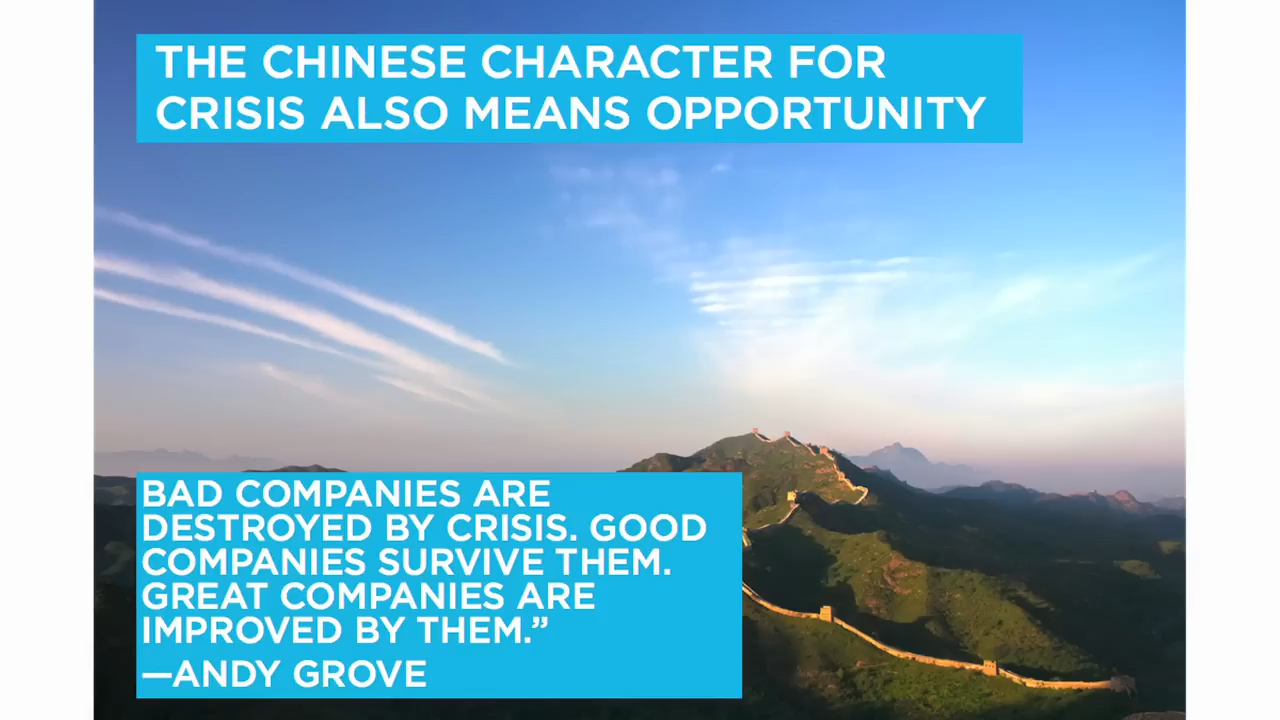 THE CHINESE CHARACTER FOR
CRISIS ALSO MEANS OPPORTUNITY
BAD COMPANIES ARE
DESTROYED BY CRISIS. GOOD
COMPANIES SURVIVE THEM.
GREAT COMPANIES ARE
IMPROVED BY THEM.”
—ANDY GROVE